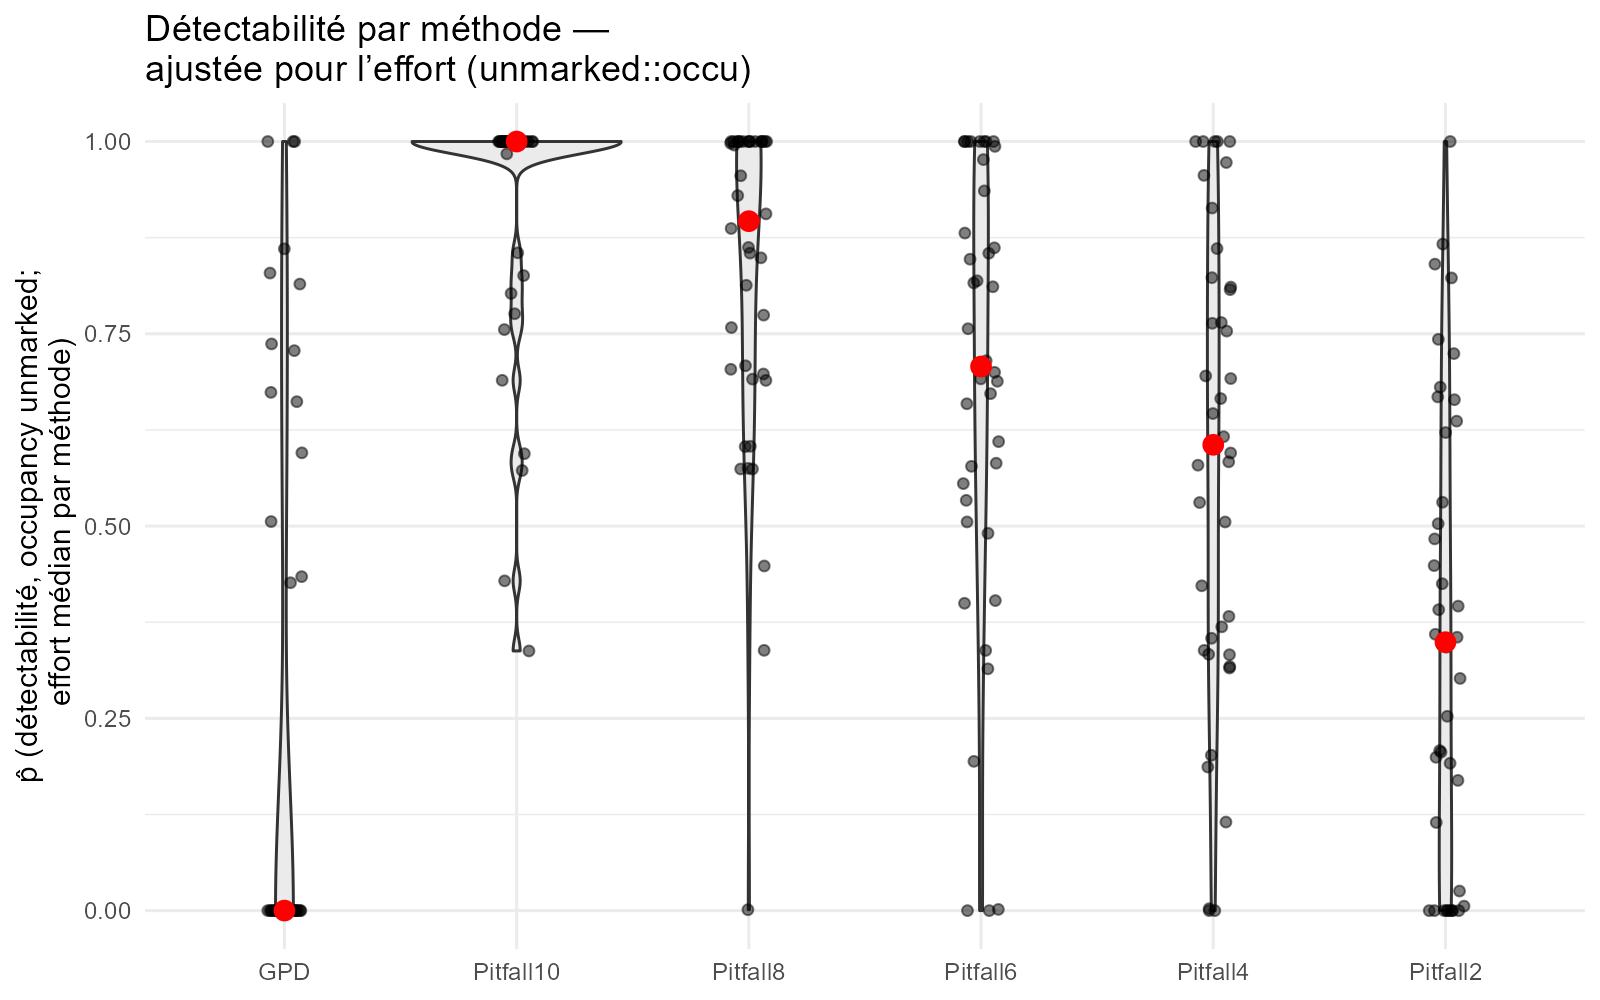 Détectabilité par méthode —
ajustée pour l’effort (unmarked::occu)
p̂ (détectabilité, occupancy unmarked;
effort médian par méthode)
1.00
0.75
0.50
0.25
0.00
GPD Pitfall10 Pitfall8 Pitfall6 Pitfall4 Pitfall2